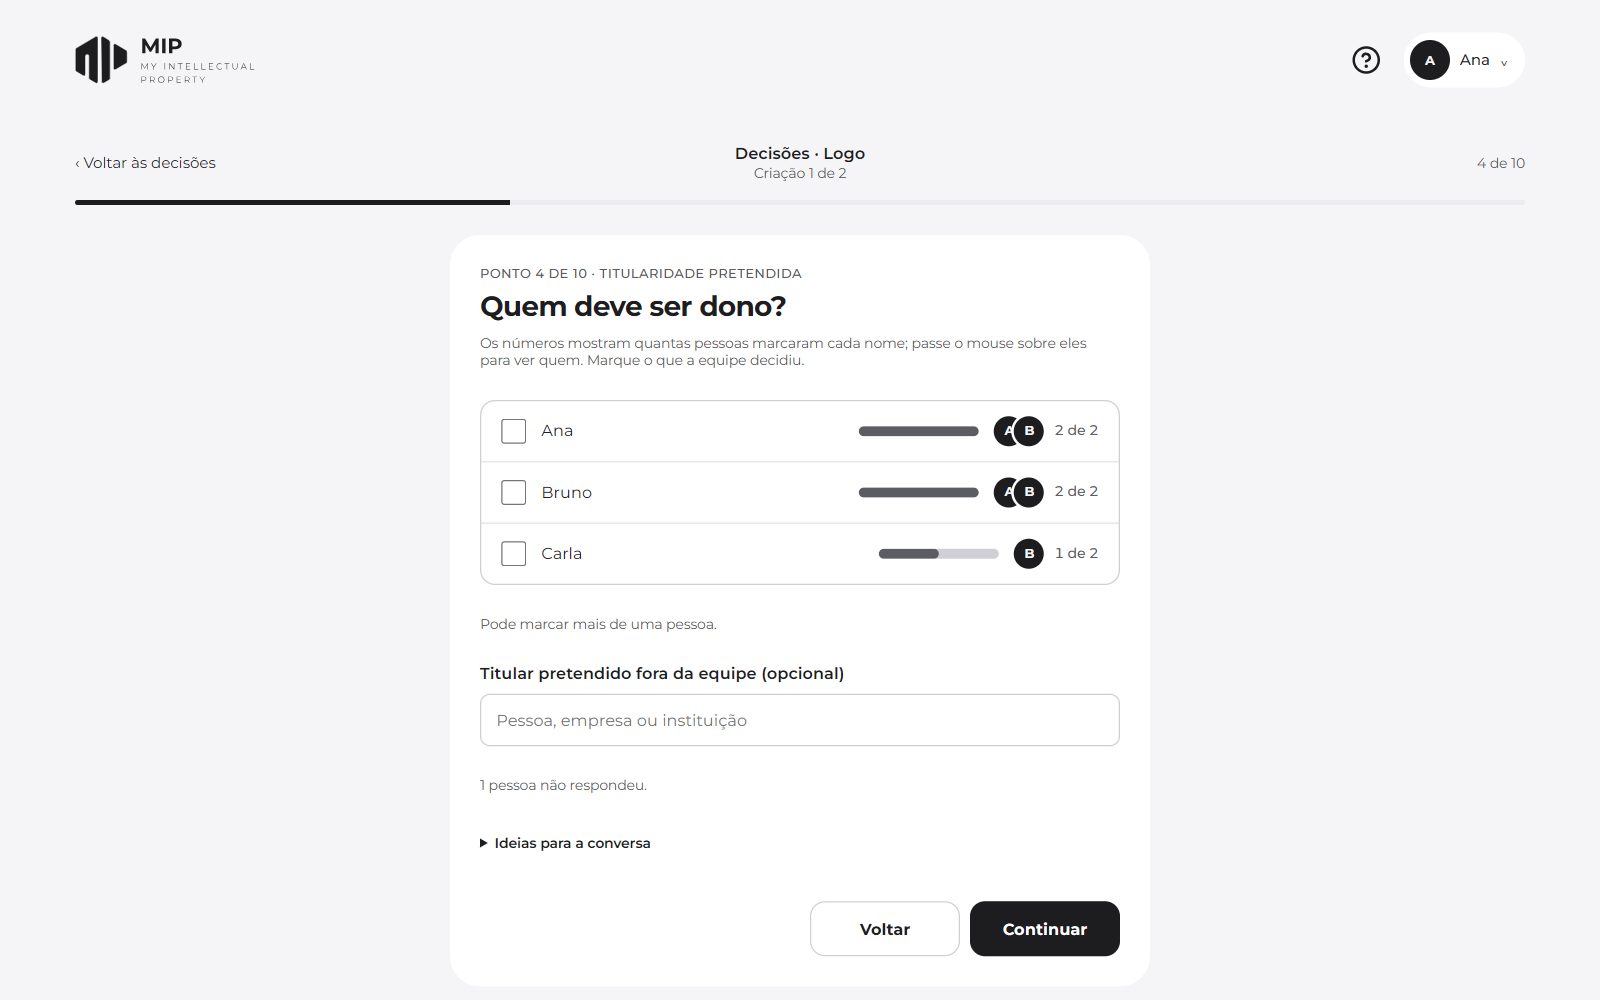 MIP
MY INTELLECTUAL
PROPERTY
A Ana
‹ Voltar às decisões
Decisões · Logo
Criação 1 de 2
4 de 10
PONTO 4 DE 10 · TITULARIDADE PRETENDIDA
Quem deve ser dono?
Os números mostram quantas pessoas marcaram cada nome; passe o mouse sobre eles
para ver quem. Marque o que a equipe decidiu.
Ana A B 2 de 2
Bruno A B 2 de 2
Carla B 1 de 2
Pode marcar mais de uma pessoa.
Titular pretendido fora da equipe (opcional)
Pessoa, empresa ou instituição
1 pessoa não respondeu.
Ideias para a conversa
Voltar
Continuar